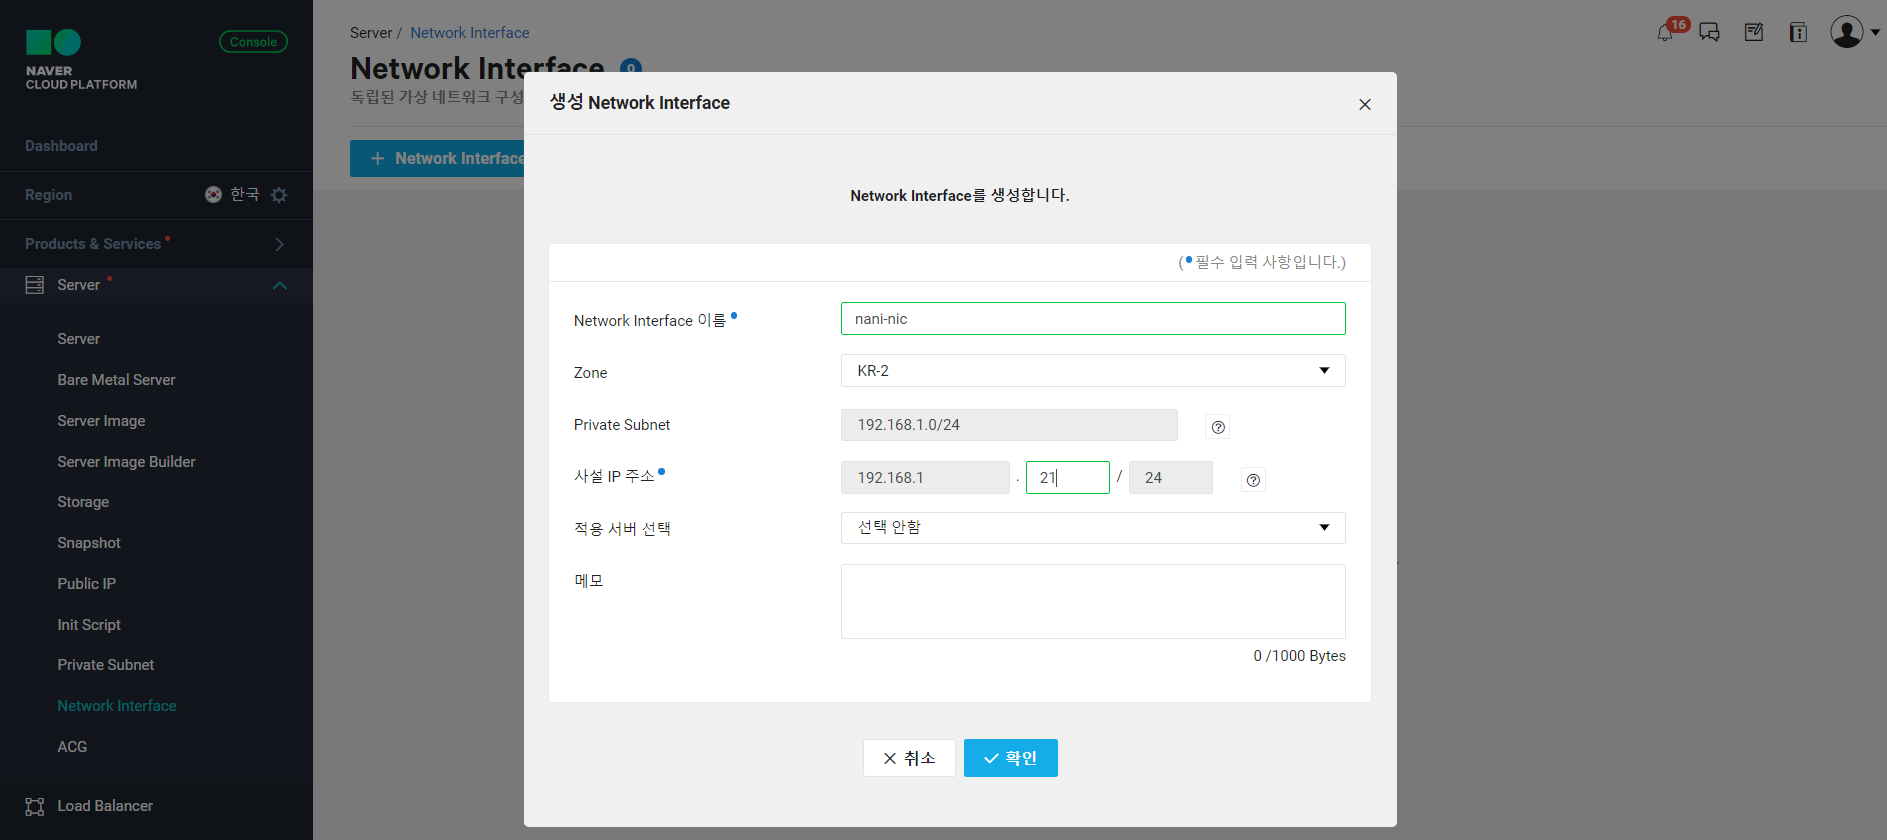 NAVER
CLOUD PLATFORM
Console
Dashboard
Region
한국
Products & Services
Server
Server
Bare Metal Server
Server Image
Server Image Builder
Storage
Snapshot
Public IP
Init Script
Private Subnet
Network Interface
ACG
Load Balancer
Server / Network Interface
16
Network Interface 0
독립된 가상 네트워크 구성
+ Network Interface
생성 Network Interface
Network Interface를 생성합니다.
(•필수 입력 사항입니다.)
Network Interface 이름
nani-nic
Zone
KR-2
Private Subnet
192.168.1.0/24
사설 IP 주소
192.168.1 . 21 / 24
적용 서버 선택
선택 안함
메모
0 /1000 Bytes
취소
확인